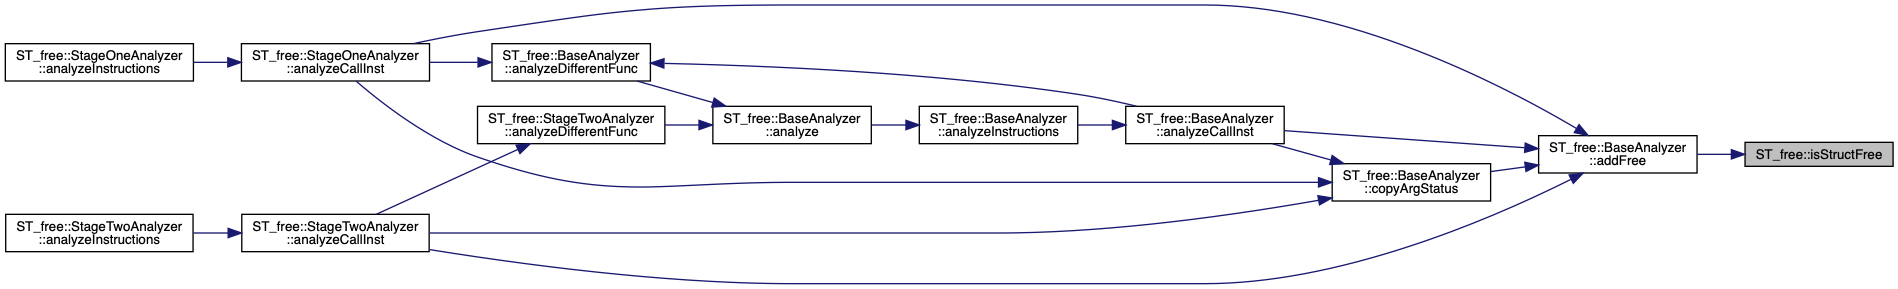 ST_free::StageOneAnalyzer
::analyzeInstructions
ST_free::StageOneAnalyzer
::analyzeCallInst
ST_free::BaseAnalyzer
::analyzeDifferentFunc
ST_free::StageTwoAnalyzer
::analyzeDifferentFunc
ST_free::BaseAnalyzer
::analyze
ST_free::BaseAnalyzer
::analyzeInstructions
ST_free::BaseAnalyzer
::analyzeCallInst
ST_free::BaseAnalyzer
::addFree
ST_free::isStructFree
ST_free::BaseAnalyzer
::copyArgStatus
ST_free::StageTwoAnalyzer
::analyzeInstructions
ST_free::StageTwoAnalyzer
::analyzeCallInst